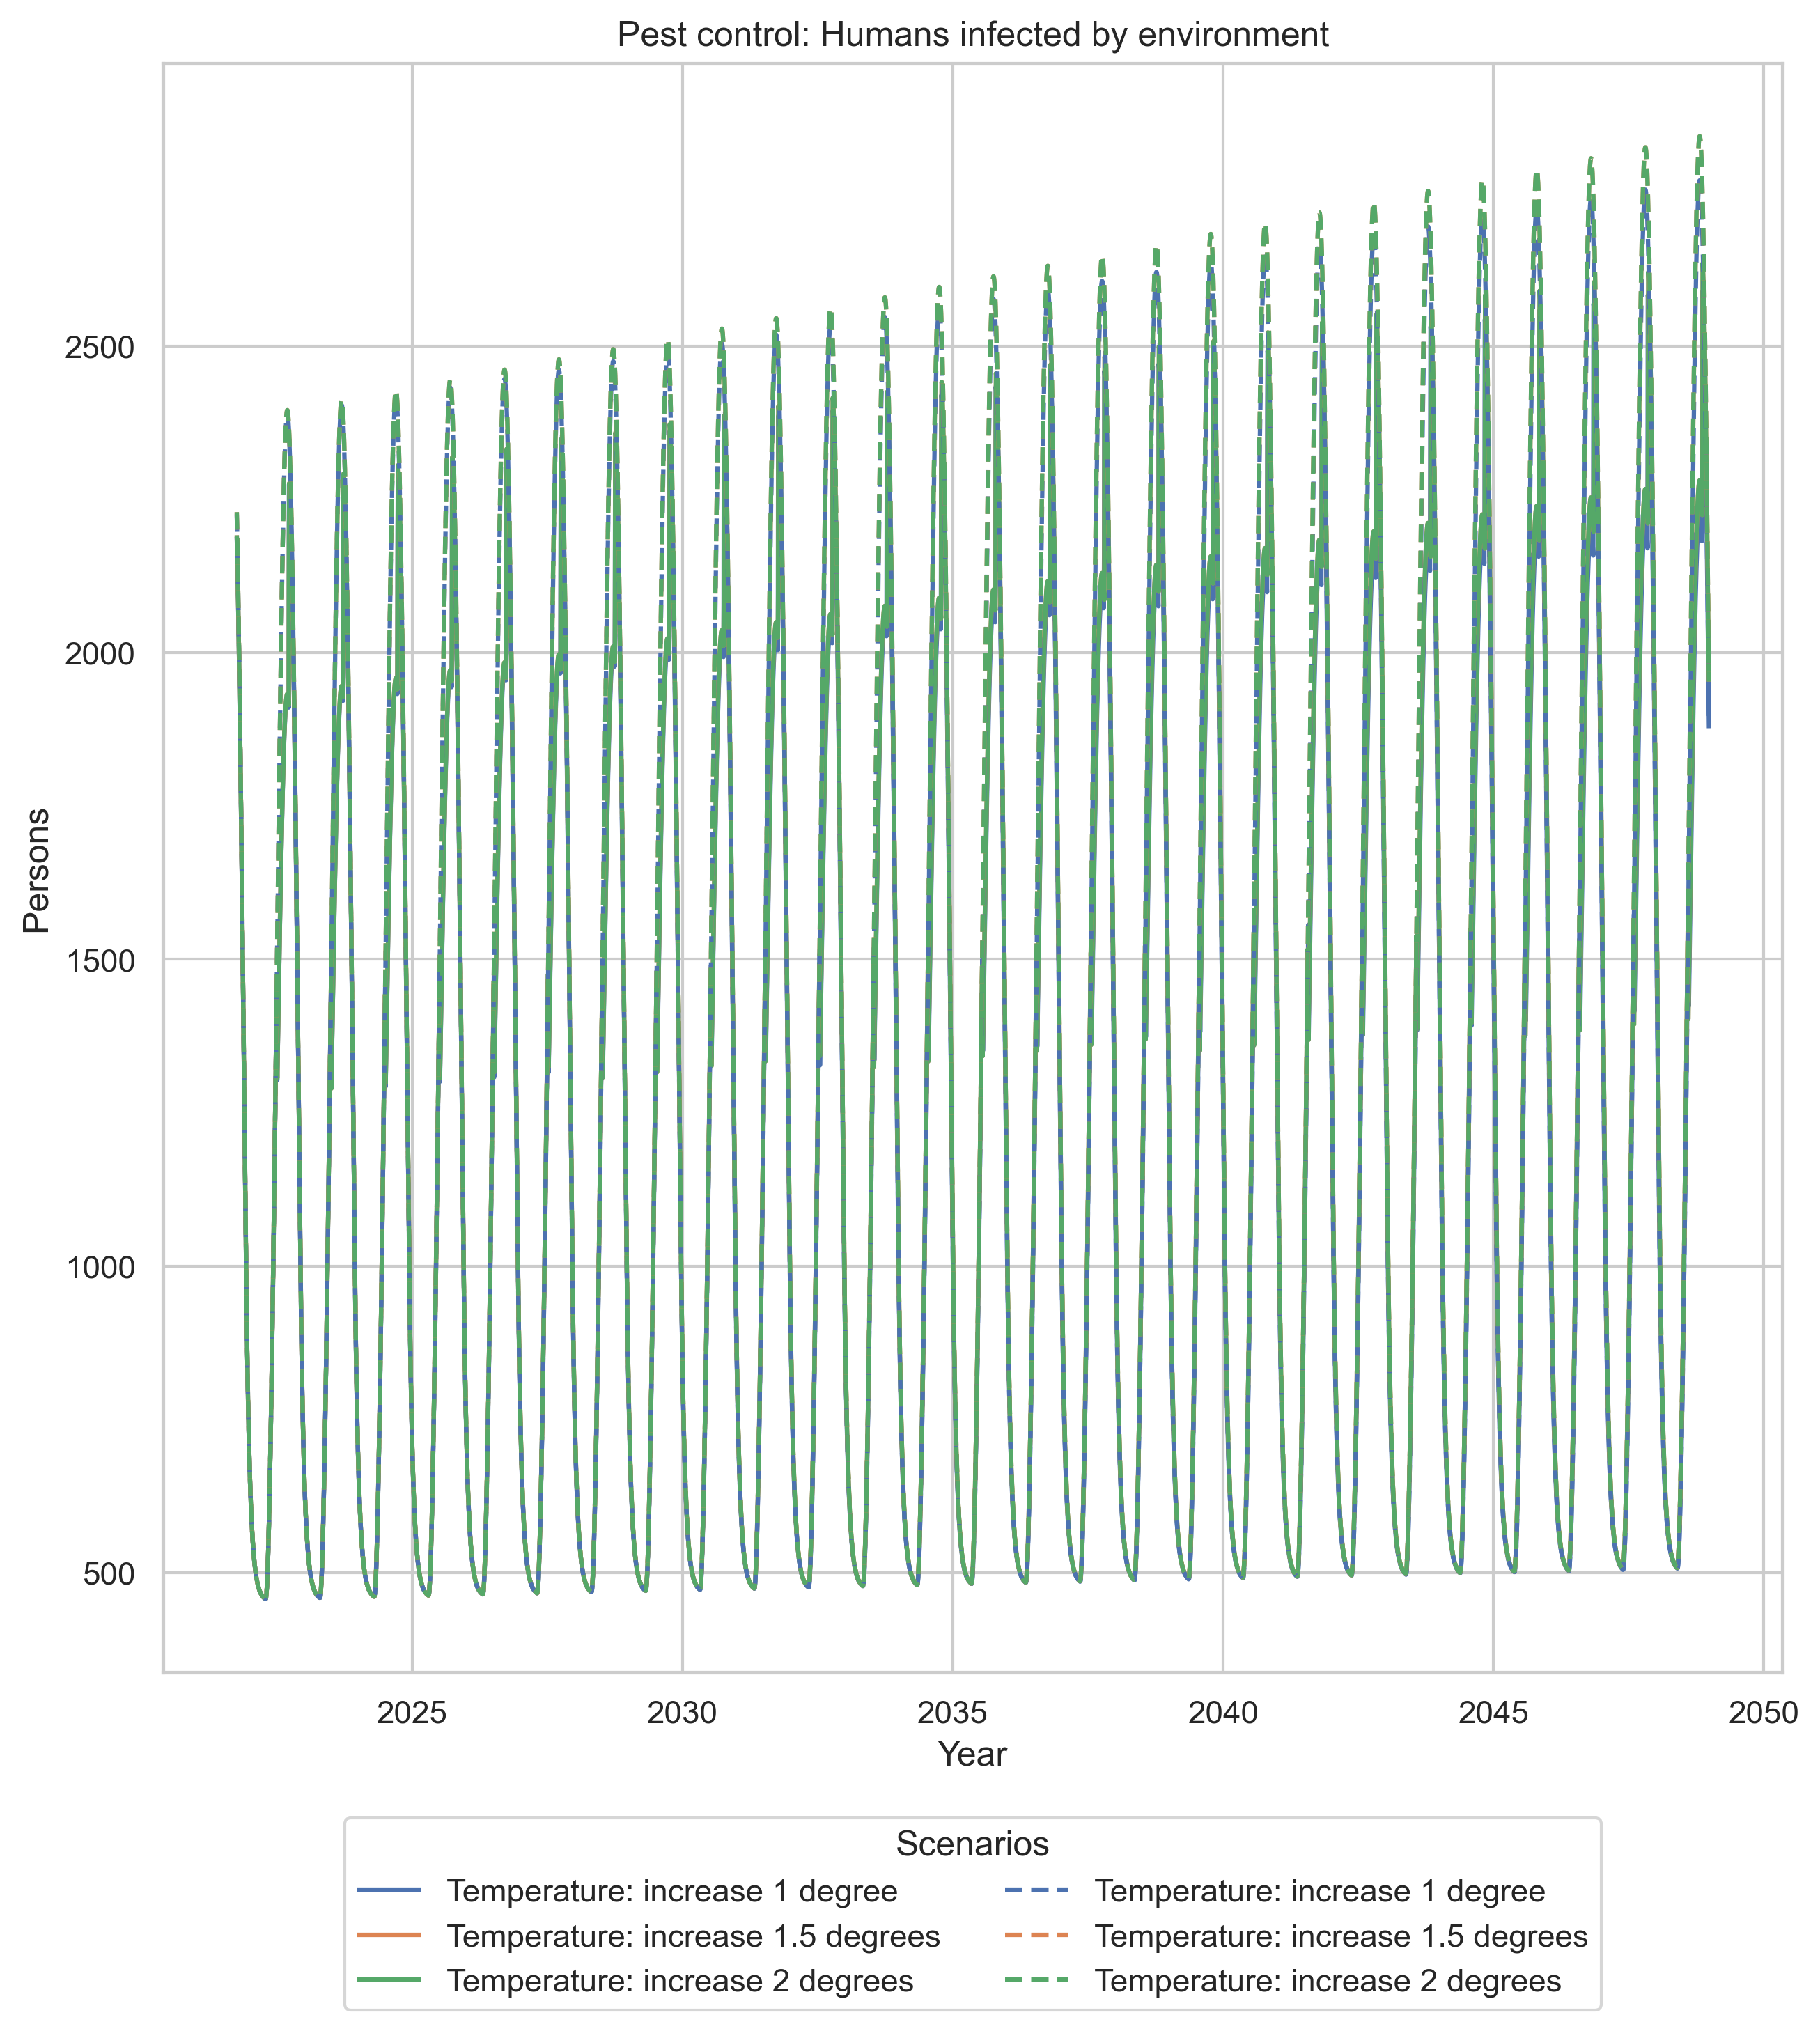 Pest control: Humans infected by environment
2500
2000
1500
1000
500
Persons
2025 2030 2035 2040 2045 2050
Year
Scenarios
Temperature: increase 1 degree Temperature: increase 1 degree
Temperature: increase 1.5 degrees Temperature: increase 1.5 degrees
Temperature: increase 2 degrees Temperature: increase 2 degrees